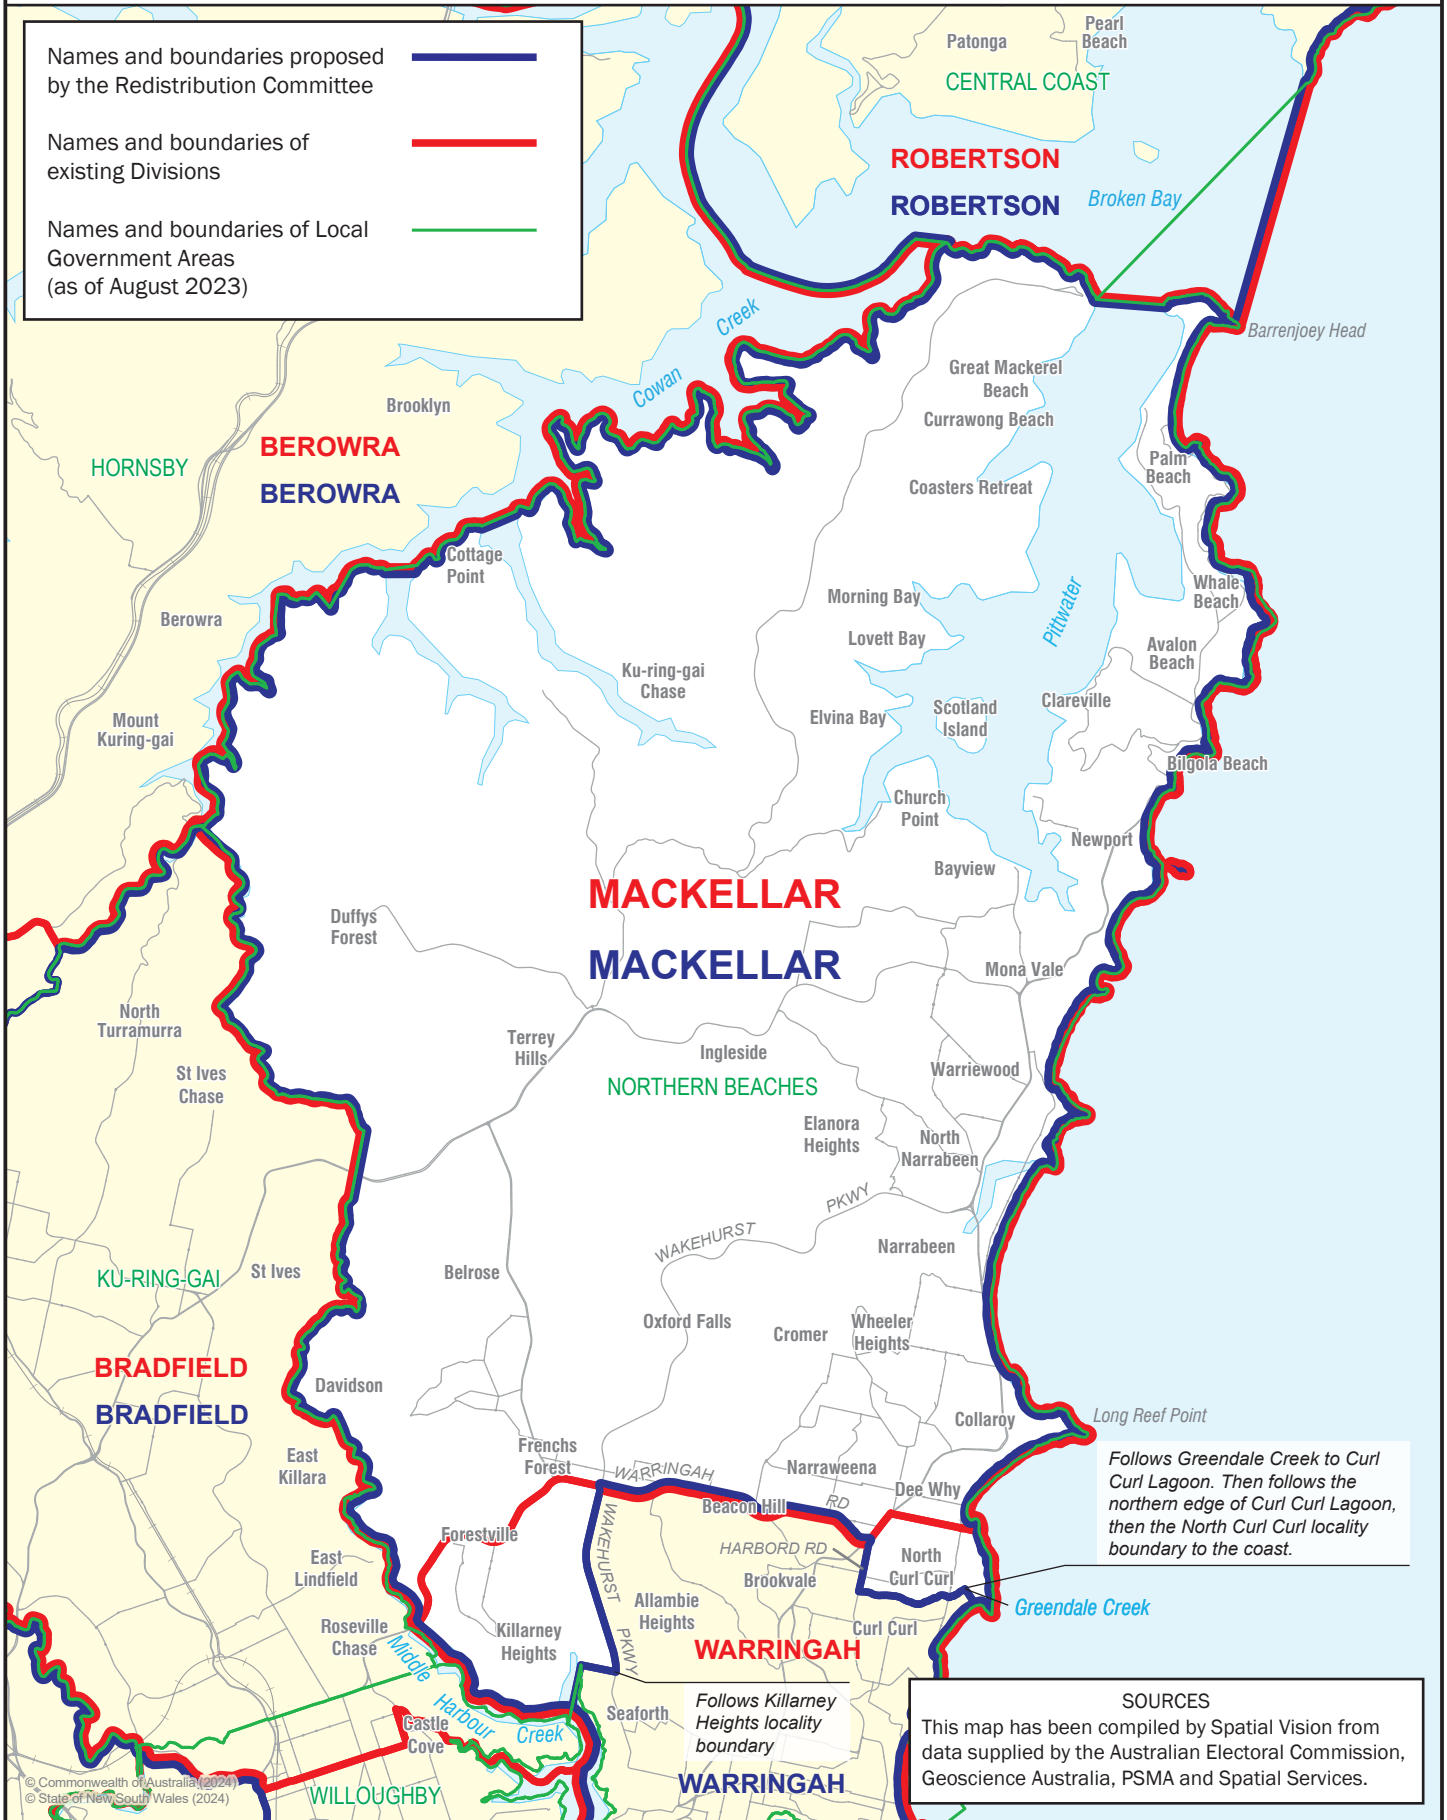 Names and boundaries proposed
by the Redistribution Committee
Names and boundaries of
existing Divisions
Names and boundaries of Local
Government Areas
(as of August 2023)
Patonga
Pearl
Beach
CENTRAL COAST
ROBERTSON
ROBERTSON
Broken Bay
Barrenjoey Head
Creek
Cowan
Great Mackerel
Beach
Currawong Beach
Coasters Retreat
Brooklyn
BEROWRA
BEROWRA
HORNSBY
Palm
Beach
Cottage
Point
Whale
Beach
Morning Bay
Lovett Bay
Pittwater
Berowra
Avalon
Beach
Ku-ring-gai
Chase
Clareville
Scotland
Island
Elvina Bay
Mount
Kuring-gai
Bilgola Beach
Church
Point
Newport
Bayview
MACKELLAR
MACKELLAR
Duffys
Forest
Mona Vale
North
Turramurra
Terrey
Hills
Ingleside
Warriewood
St Ives
Chase
NORTHERN BEACHES
Elanora
Heights
North
Narrabeen
PKWY
WAKEHURST
Narrabeen
KU-RING-GAI
St Ives
Belrose
Oxford Falls
Cromer
Wheeler
Heights
BRADFIELD
BRADFIELD
Davidson
Collaroy
Long Reef Point
Frenchs
Forest
East
Killara
WARRINGAH
RD
Narraweena
Dee Why
Beacon Hill
Follows Greendale Creek to Curl
Curl Lagoon. Then follows the
northern edge of Curl Curl Lagoon,
then the North Curl Curl locality
boundary to the coast.
Forestville
WAKEHURST
PKWY
HARBORD RD
North
Curl Curl
East
Lindfield
Brookvale
Allambie
Heights
Greendale Creek
Curl Curl
Roseville
Chase
Killarney
Heights
WARRINGAH
Middle
Harbour
Creek
Follows Killarney
Heights locality
boundary
Seaforth
Castle
Cove
WARRINGAH
WILLOUGHBY
SOURCES
This map has been compiled by Spatial Vision from
data supplied by the Australian Electoral Commission,
Geoscience Australia, PSMA and Spatial Services.
© Commonwealth of Australia (2024)
© State of New South Wales (2024)